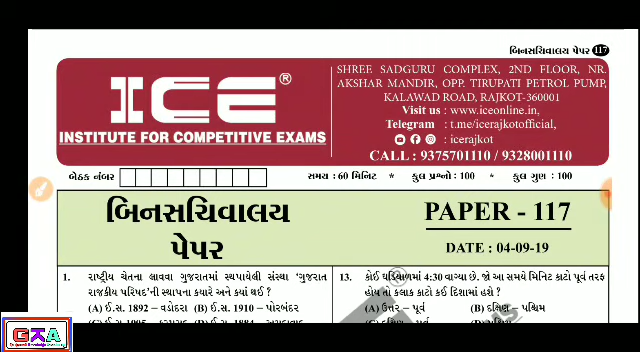 બિનસચિવાલય પેપર 117
ICE®
INSTITUTE FOR COMPETITIVE EXAMS
SHREE SADGURU COMPLEX, 2ND FLOOR, NR.
AKSHAR MANDIR, OPP. TIRUPATI PETROL PUMP,
KALAWAD ROAD, RAJKOT-360001
Visit us : www.iceonline.in,
Telegram : t.me/icerajkotofficial,
: icerajkot
CALL : 9375701110 / 9328001110
બેઠક નંબર
સમય : 60 મિનિટ * કુલ પ્રશ્નો : 100 * કુલ ગુણ : 100
બિનસચિવાલય
પેપર
PAPER - 117
DATE : 04-09-19
1. રાષ્ટ્રીય ચેતના લાવવા ગુજરાતમાં સ્થપાયેલી સંસ્થા 'ગુજરાત
રાજકીય પરિષદ'ની સ્થાપના ક્યારે અને ક્યાં થઈ ?
(A) ઈ.સ. 1892 – વડોદરા (B) ઈ.સ. 1910 – પોરબંદર
13. કોઈ ઘડિયાળમાં 4:30 વાગ્યા છે. જો આ સમયે મિનિટ કાંટો પૂર્વ તરફ
હોય તો કલાક કાંટો કઈ દિશામાં હશે ?
(A) ઉત્તર – પૂર્વ (B) દક્ષિણ – પશ્ચિમ
GKA